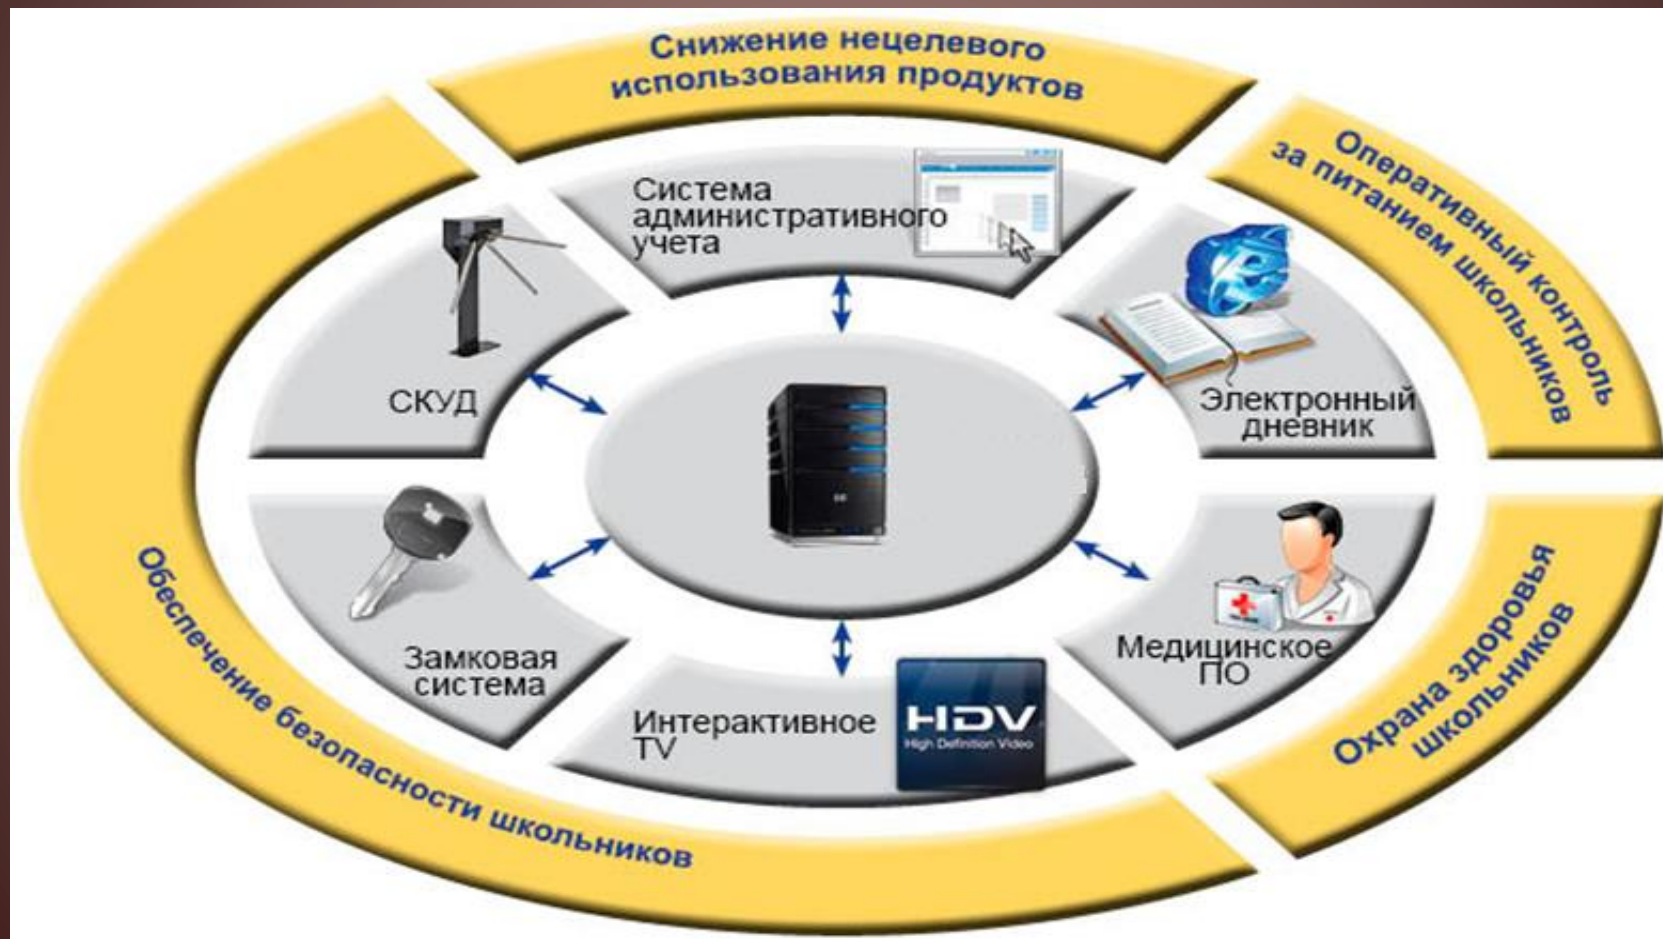 Снижение нецелевого
использования продуктов
Оперативный контроль
за питанием школьников
Система
административного
учета
СКУД
Электронный
дневник
Замковая
система
Интерактивное
TV
HDV
High Definition Video
Медицинское
ПО
Обеспечение безопасности школьников
Охрана здоровья
школьников